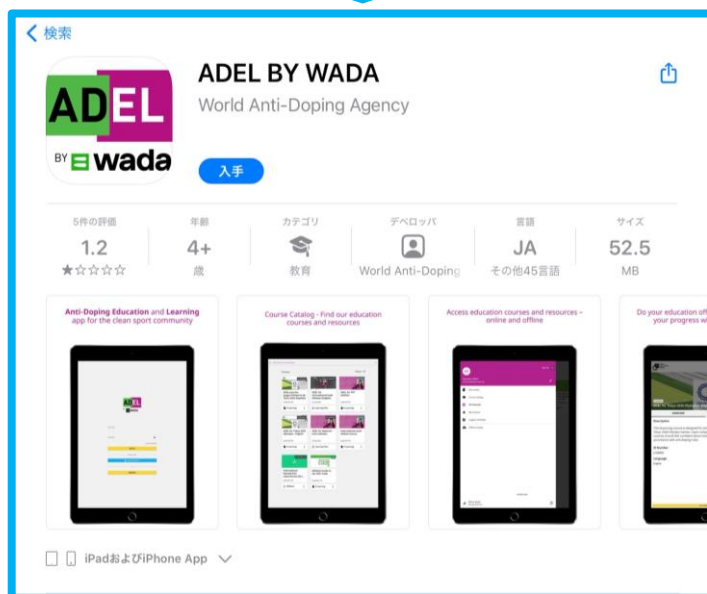 検索
ADEL BY WADA
World Anti-Doping Agency
ADEL
BY wada
入手
5件の評価
年齢
カテゴリ
デベロッパ
言語
サイズ
1.2
4+
JA
52.5
★☆☆☆☆
歳
教育
World Anti-Doping
その他45言語
MB
Anti-Doping Education and Learning
app for the clean sport community
Course Catalog - Find our education
courses and resources
Access education courses and resources –
online and offline
Do your education off
your progress wi
ADEL
BY wada
iPadおよびiPhone App